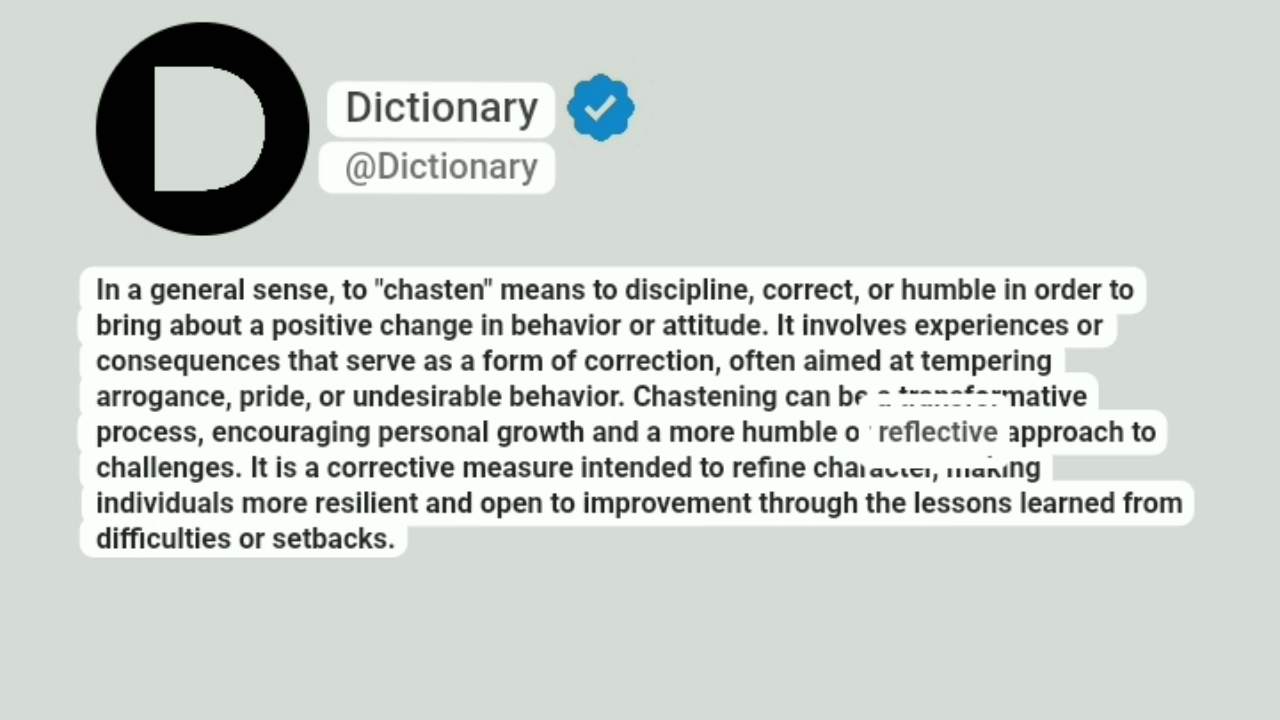 Dictionary
@Dictionary
In a general sense, to "chasten" means to discipline, correct, or humble in order to
bring about a positive change in behavior or attitude. It involves experiences or
consequences that serve as a form of correction, often aimed at tempering
arrogance, pride, or undesirable behavior. Chastening can be a transformative
process, encouraging personal growth and a more humble o reflective approach to
challenges. It is a corrective measure intended to refine character, making
individuals more resilient and open to improvement through the lessons learned from
difficulties or setbacks.